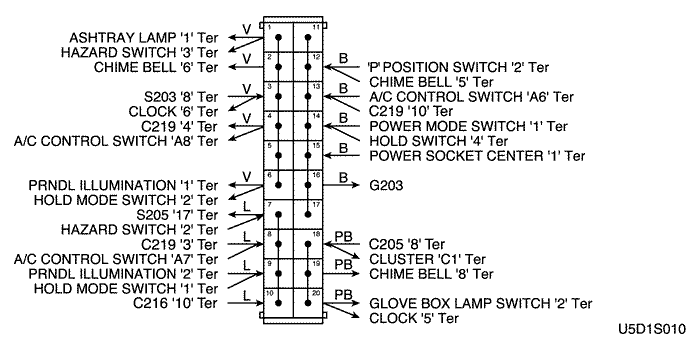 1 11
ASHTRAY LAMP '1' Ter V
HAZARD SWITCH '3' Ter
CHIME BELL '6' Ter V 2 12 B 'P' POSITION SWITCH '2' Ter
CHIME BELL '5' Ter
S203 '8' Ter V 3 13 B A/C CONTROL SWITCH 'A6' Ter
CLOCK '6' Ter C219 '10' Ter
C219 '4' Ter V 4 14 B POWER MODE SWITCH '1' Ter
A/C CONTROL SWITCH 'A8' Ter HOLD SWITCH '4' Ter
5 15 B POWER SOCKET CENTER '1' Ter
PRNDL ILLUMINATION '1' Ter V 6 16 B G203
HOLD MODE SWITCH '2' Ter
S205 '17' Ter L 7 17
HAZARD SWITCH '2' Ter
C219 '3' Ter L 8 18 PB C205 '8' Ter
A/C CONTROL SWITCH 'A7' Ter CLUSTER 'C1' Ter
PRNDL ILLUMINATION '2' Ter L 9 19 PB CHIME BELL '8' Ter
HOLD MODE SWITCH '1' Ter
C216 '10' Ter L 10 20 PB GLOVE BOX LAMP SWITCH '2' Ter
CLOCK '5' Ter
U5D1S010